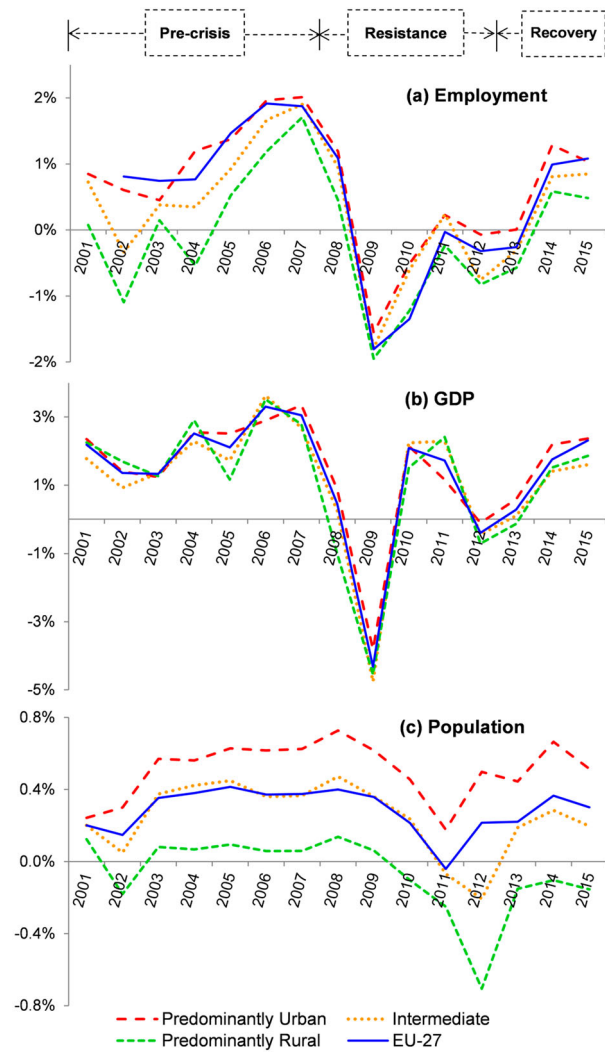 Pre-crisis Resistance Recovery
(a) Employment
2%
1%
0%
-1%
-2%
2001 2002 2003 2004 2005 2006 2007 2008 2009 2010 2011 2012 2013 2014 2015
(b) GDP
3%
1%
-1%
-3%
-5%
2001 2002 2003 2004 2005 2006 2007 2008 2009 2010 2011 2012 2013 2014 2015
(c) Population
0.8%
0.4%
0.0%
-0.4%
-0.8%
2001 2002 2003 2004 2005 2006 2007 2008 2009 2010 2011 2012 2013 2014 2015
Predominantly Urban Intermediate
Predominantly Rural EU-27